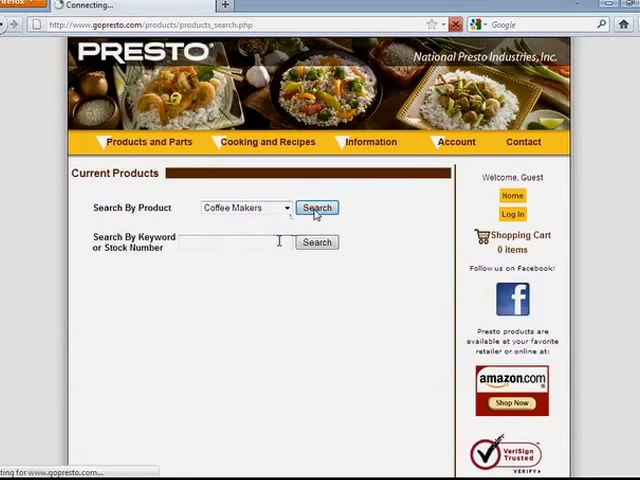 Firefox
Connecting...
http://www.gopresto.com/products/products_search.php
Google
PRESTO®
National Presto Industries, Inc.
Products and Parts
Cooking and Recipes
Information
Account
Contact
Current Products
Search By Product
Coffee Makers
Search
Search By Keyword
or Stock Number
Search
Welcome, Guest
Home
Log In
Shopping Cart
0 items
Follow us on Facebook!
f
Presto products are
available at your favorite
retailer or online at:
amazon.com
Shop Now
VeriSign
Trusted
VERIFY
ting for www.gopresto.com...